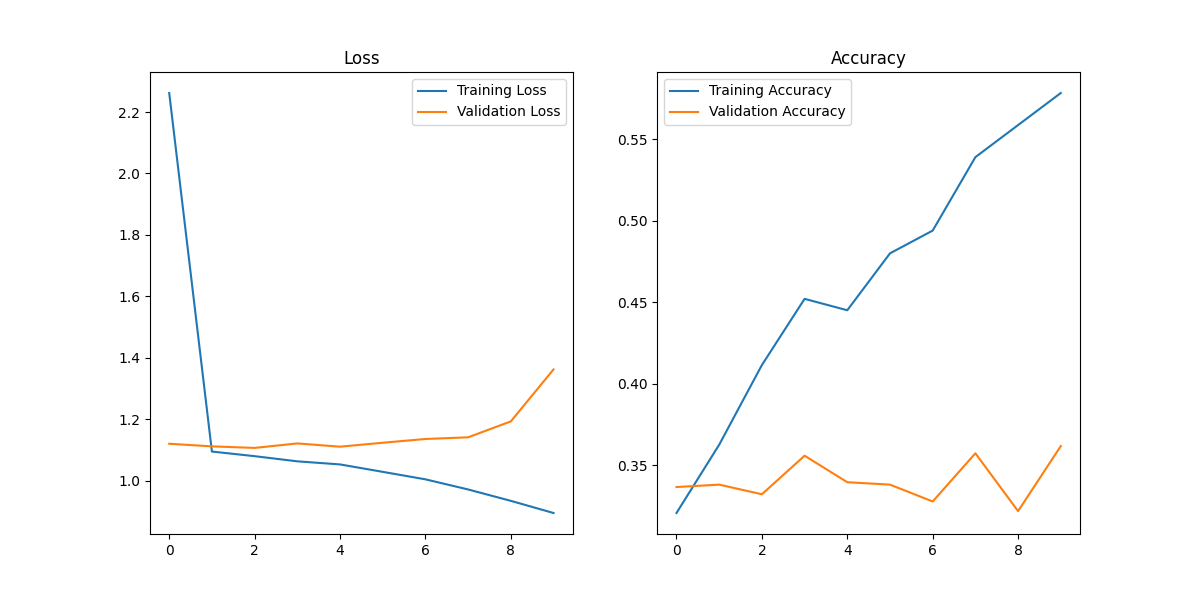 Loss
Training Loss
Validation Loss
2.2
2.0
1.8
1.6
1.4
1.2
1.0
0 2 4 6 8
Accuracy
Training Accuracy
Validation Accuracy
0.55
0.50
0.45
0.40
0.35
0 2 4 6 8